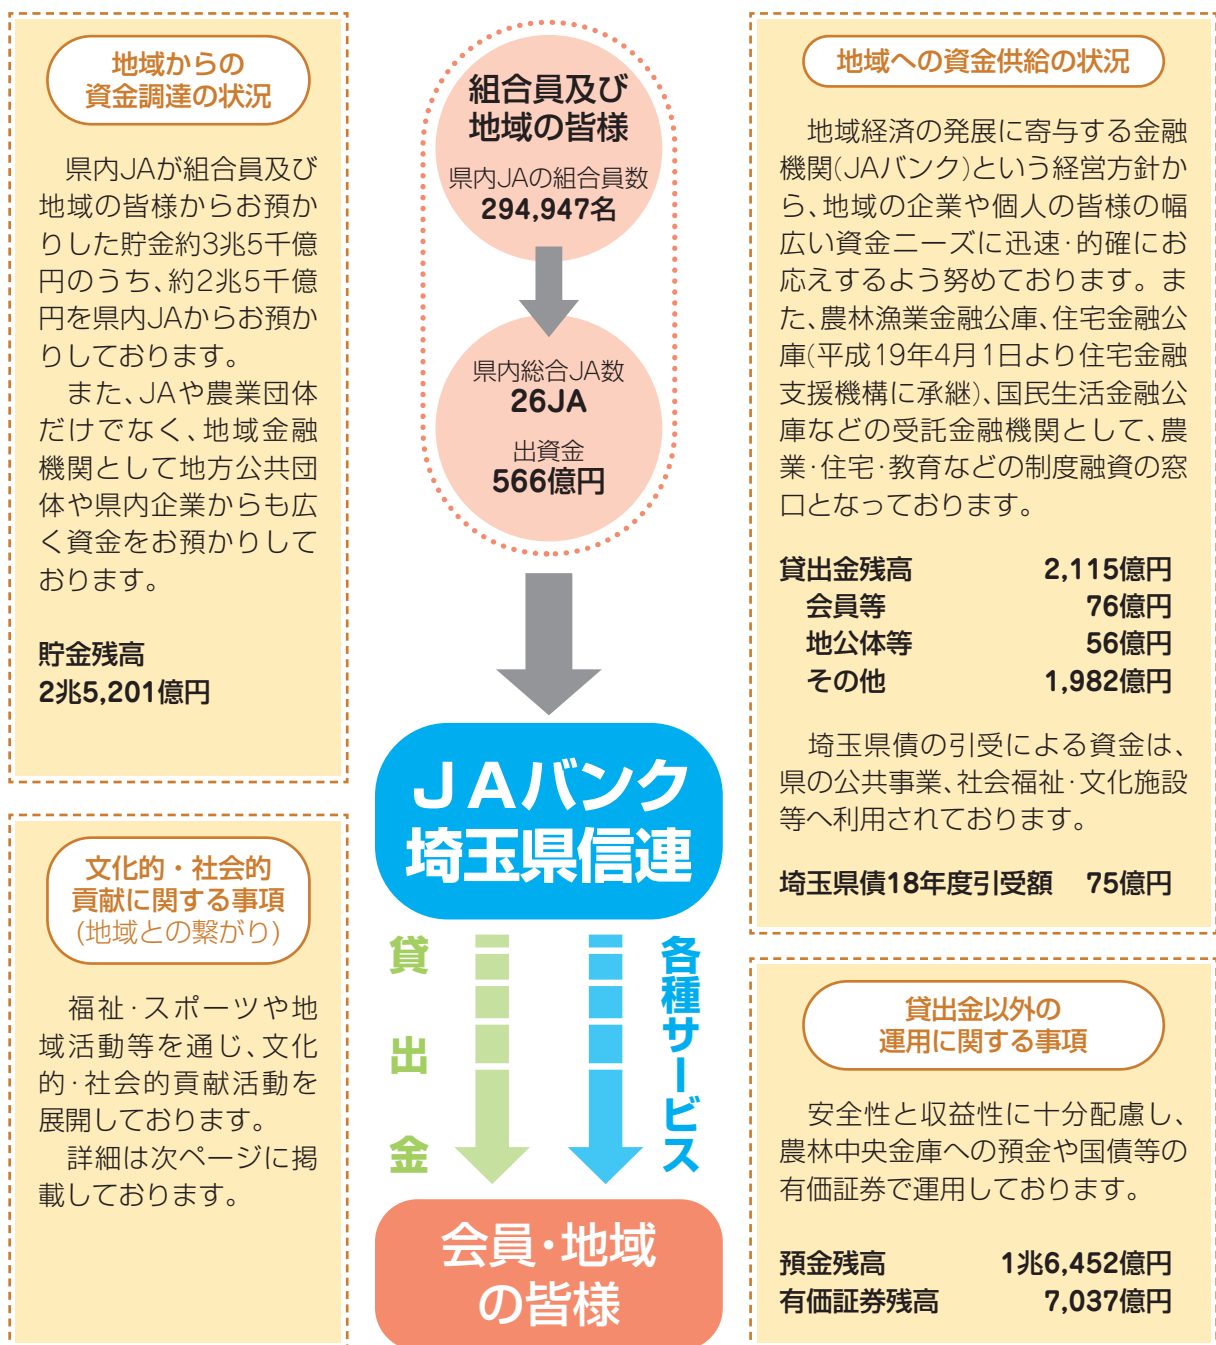 地域からの
資金調達の状況
　県内JAが組合員及び
地域の皆様からお預か
りした貯金約3兆5千億
円のうち、約2兆5千億
円を県内JAからお預か
りしております。
　また、JAや農業団体
だけでなく、地域金融
機関として地方公共団
体や県内企業からも広
く資金をお預かりして
おります。
貯金残高
2兆5,201億円
文化的・社会的
貢献に関する事項
(地域との繋がり)
　福祉・スポーツや地
域活動等を通じ、文化
的・社会的貢献活動を
展開しております。
　詳細は次ページに掲
載しております。
組合員及び
地域の皆様
県内JAの組合員数
294,947名
県内総合JA数
26JA
出資金
566億円
JAバンク
埼玉県信連
貸出金
各種サービス
会員・地域
の皆様
地域への資金供給の状況
　地域経済の発展に寄与する金融
機関(JAバンク)という経営方針か
ら、地域の企業や個人の皆様の幅
広い資金ニーズに迅速・的確にお
応えするよう努めております。ま
た、農林漁業金融公庫、住宅金融公
庫(平成19年4月1日より住宅金融
支援機構に承継)、国民生活金融公
庫などの受託金融機関として、農
業・住宅・教育などの制度融資の窓
口となっております。
貸出金残高　2,115億円
会員等　76億円
地公体等　56億円
その他　1,982億円
　埼玉県債の引受による資金は、
県の公共事業、社会福祉・文化施設
等へ利用されております。
埼玉県債18年度引受額　75億円
貸出金以外の
運用に関する事項
　安全性と収益性に十分配慮し、
農林中央金庫への預金や国債等の
有価証券で運用しております。
預金残高　1兆6,452億円
有価証券残高　7,037億円